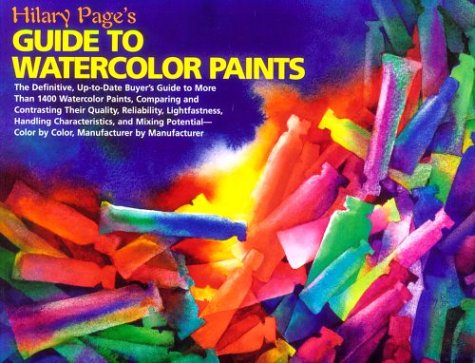 Hilary Page's
GUIDE TO
WATERCOLOR PAINTS
The Definitive, Up-to-Date Buyer's Guide to More
Than 1400 Watercolor Paints, Comparing and
Contrasting Their Quality, Reliability, Lightfastness,
Handling Characteristics, and Mixing Potential—
Color by Color, Manufacturer by Manufacturer